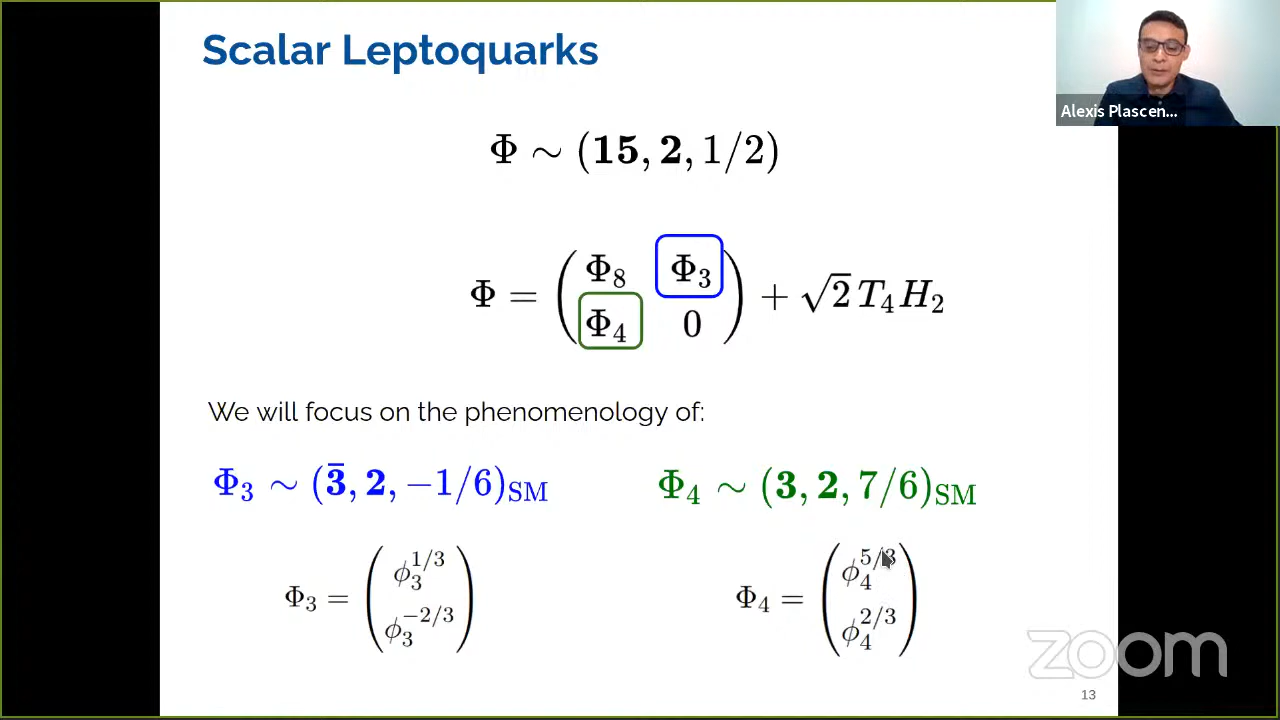 Scalar Leptoquarks
Alexis Plascen...
Φ ∼ (15, 2, 1/2)
Φ = ( Φ₈ Φ₃
Φ₄ 0 ) + √2 T₄ H₂
We will focus on the phenomenology of:
Φ₃ ∼ (3̄, 2, −1/6)SM
Φ₄ ∼ (3, 2, 7/6)SM
Φ₃ = ( ϕ₃^1/3
ϕ₃^−2/3 )
Φ₄ = ( ϕ₄^5/3
ϕ₄^2/3 )
zoom
13